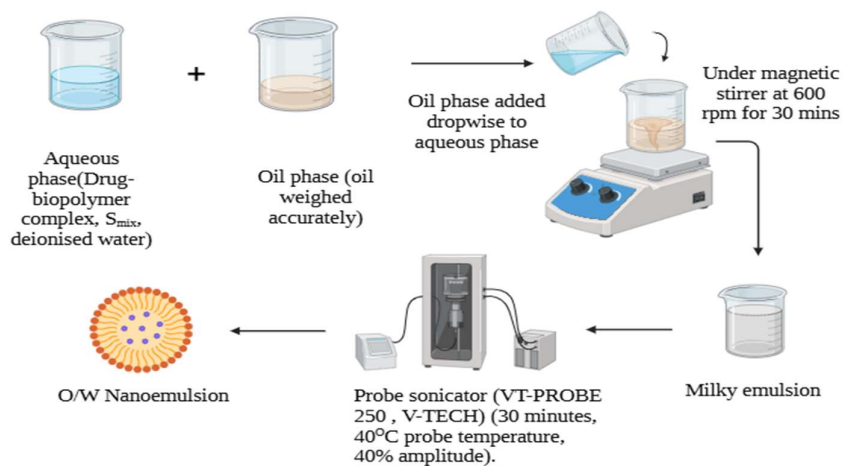 +
Aqueous
phase(Drug-
biopolymer
complex, Smix,
deionised water)
Oil phase (oil
weighed
accurately)
Oil phase added
dropwise to
aqueous phase
Under magnetic
stirrer at 600
rpm for 30 mins
Milky emulsion
Probe sonicator (VT-PROBE
250 , V-TECH) (30 minutes,
40°C probe temperature,
40% amplitude).
O/W Nanoemulsion